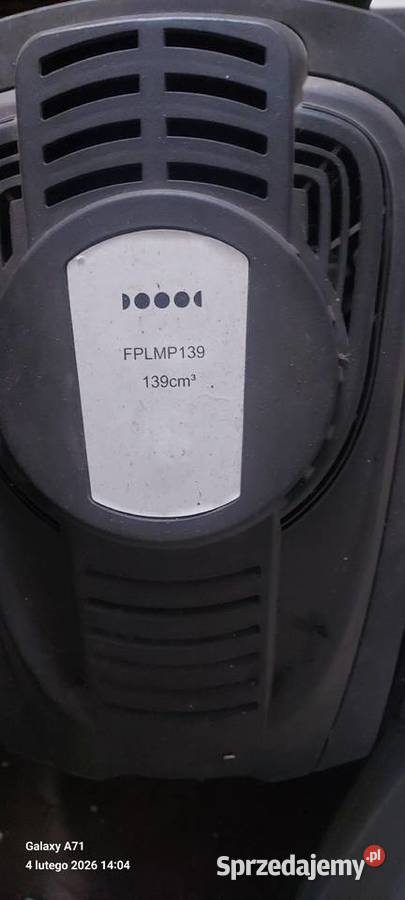 FPLMP139
139cm³
Galaxy A71
4 lutego 2026 14:04
Sprzedajemy.pl